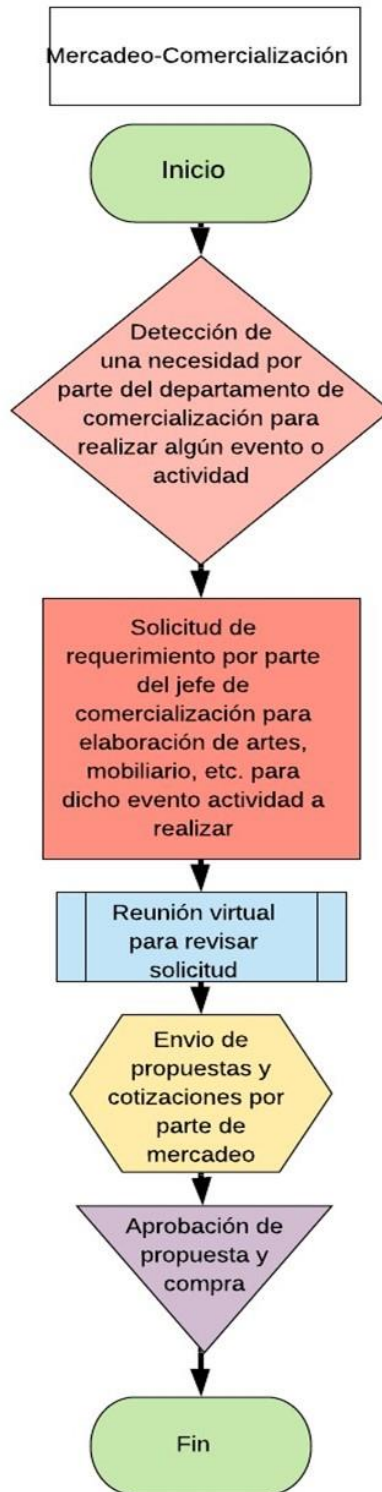 Mercadeo-Comercialización
Inicio
Detección de
una necesidad por
parte del departamento de
comercialización para
realizar algún evento o
actividad
Solicitud de
requerimiento por parte
del jefe de
comercialización para
elaboración de artes,
mobiliario, etc. para
dicho evento actividad a
realizar
Reunión virtual
para revisar
solicitud
Envio de
propuestas y
cotizaciones por
parte de
mercadeo
Aprobación de
propuesta y
compra
Fin